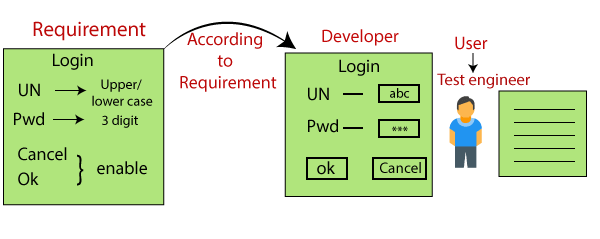 Requirement
Login
UN
Upper/
lower case
Pwd
3 digit
Cancel
Ok
enable
According
to
Requirement
Developer
Login
UN
abc
Pwd
***
ok
Cancel
User
Test engineer